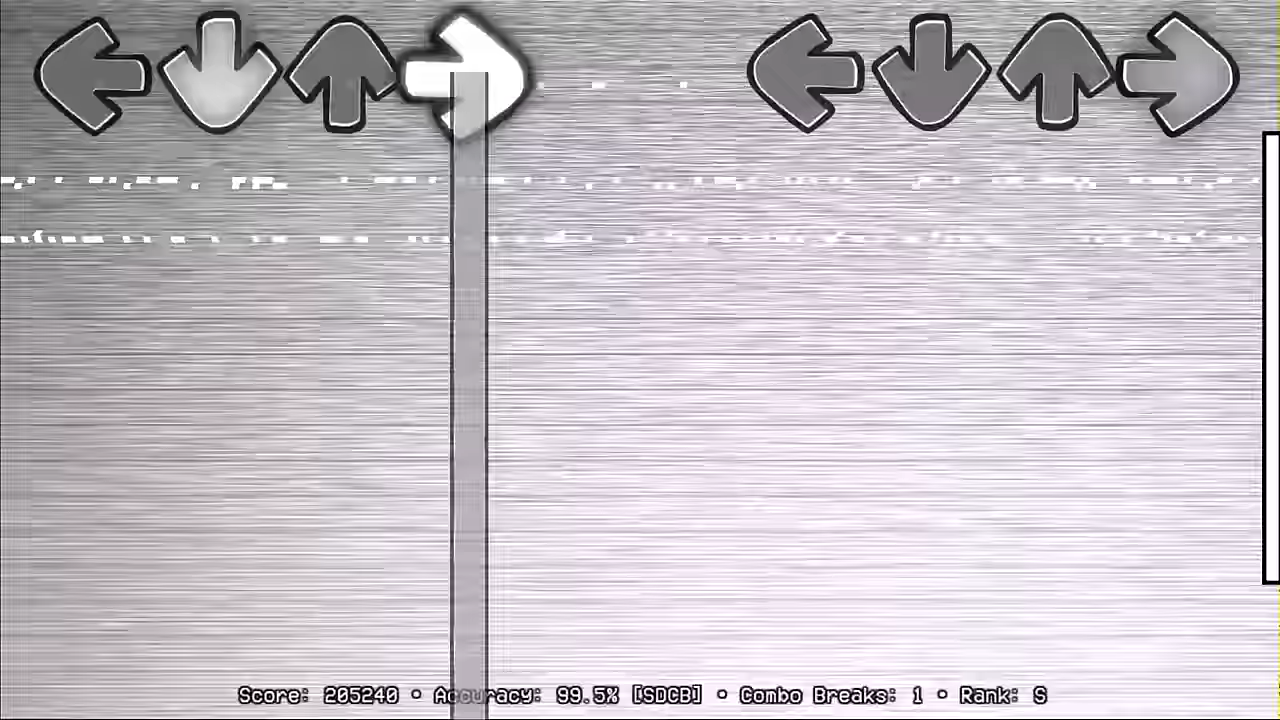 Score: 205240 • Accuracy: 99.5% [SDCB] • Combo Breaks: 1 • Rank: S